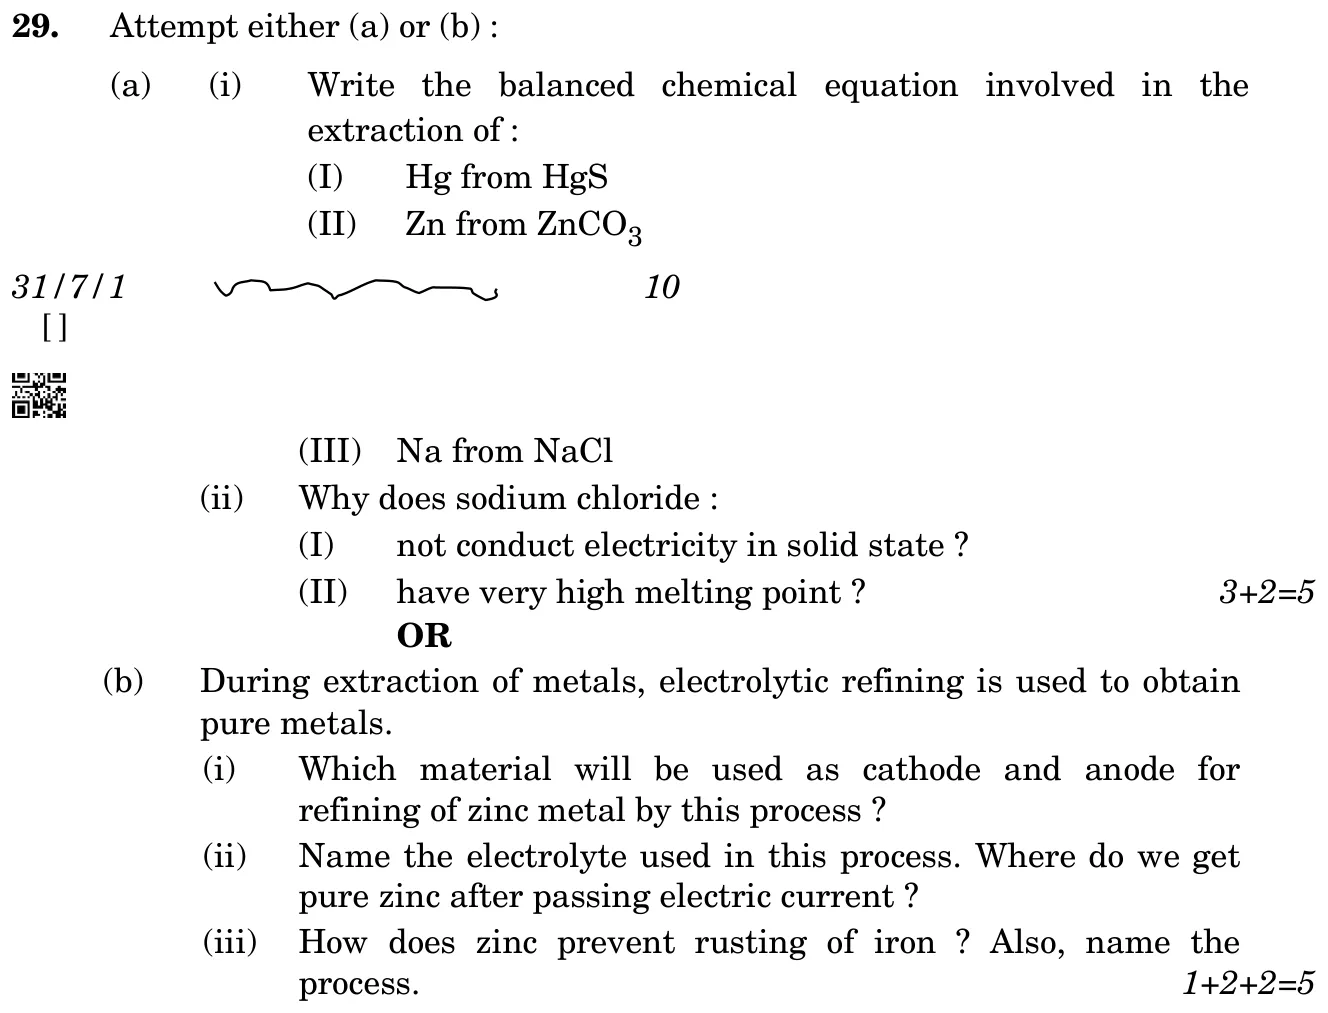 29. Attempt either (a) or (b) :
(a) (i) Write the balanced chemical equation involved in the
extraction of :
(I) Hg from HgS
(II) Zn from ZnCO₃
31/7/1 10
[ ]
(III) Na from NaCl
(ii) Why does sodium chloride :
(I) not conduct electricity in solid state ?
(II) have very high melting point ? 3+2=5
OR
(b) During extraction of metals, electrolytic refining is used to obtain
pure metals.
(i) Which material will be used as cathode and anode for
refining of zinc metal by this process ?
(ii) Name the electrolyte used in this process. Where do we get
pure zinc after passing electric current ?
(iii) How does zinc prevent rusting of iron ? Also, name the
process. 1+2+2=5